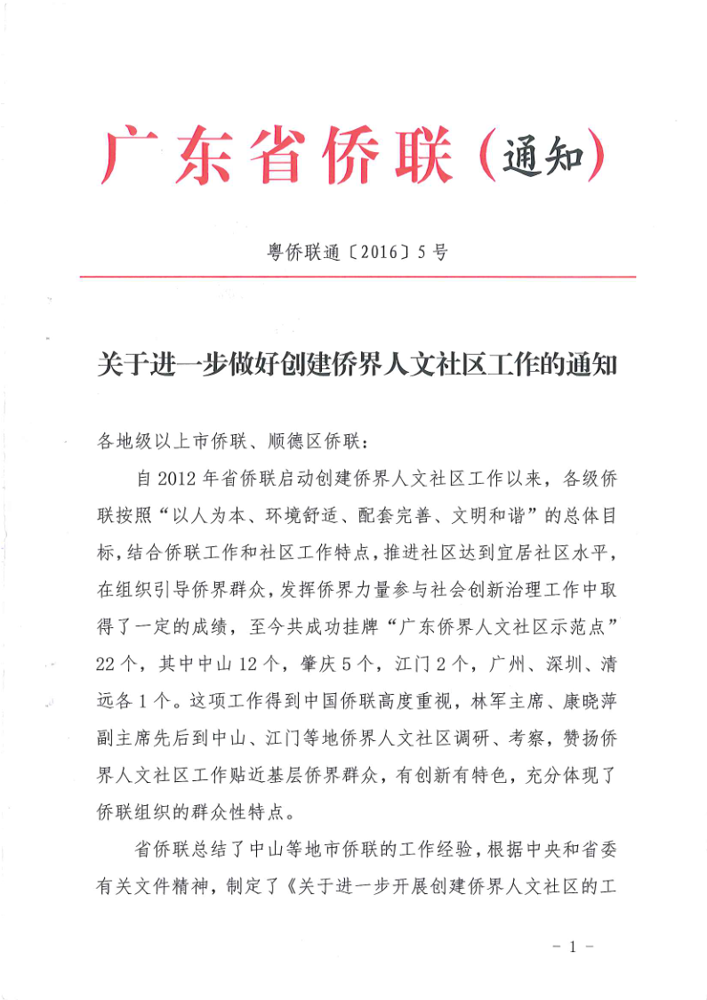 广东省侨联（通知）
粤侨联通〔2016〕5号
关于进一步做好创建侨界人文社区工作的通知
各地级以上市侨联、顺德区侨联：
自 2012 年省侨联启动创建侨界人文社区工作以来，各级侨
联按照“以人为本、环境舒适、配套完善、文明和谐”的总体目
标，结合侨联工作和社区工作特点，推进社区达到宜居社区水平，
在组织引导侨界群众，发挥侨界力量参与社会创新治理工作中取
得了一定的成绩，至今共成功挂牌“广东侨界人文社区示范点”
22 个，其中中山 12 个，肇庆 5 个，江门 2 个，广州、深圳、清
远各 1 个。这项工作得到中国侨联高度重视，林军主席、康晓萍
副主席先后到中山、江门等地侨界人文社区调研、考察，赞扬侨
界人文社区工作贴近基层侨界群众，有创新有特色，充分体现了
侨联组织的群众性特点。
省侨联总结了中山等地市侨联的工作经验，根据中央和省委
有关文件精神，制定了《关于进一步开展创建侨界人文社区的工
- 1 -